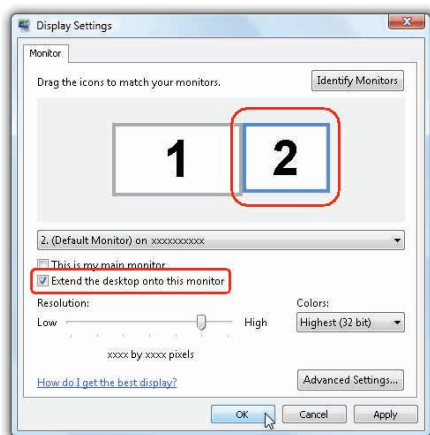 Display Settings
Monitor
Drag the icons to match your monitors.
Identify Monitors
1
2
2. (Default Monitor) on xxxxxxxxxx
This is my main monitor
Extend the desktop onto this monitor
Resolution:
Colors:
Low
High
Highest (32 bit)
xxxx by xxxx pixels
How do I get the best display?
Advanced Settings...
OK
Cancel
Apply